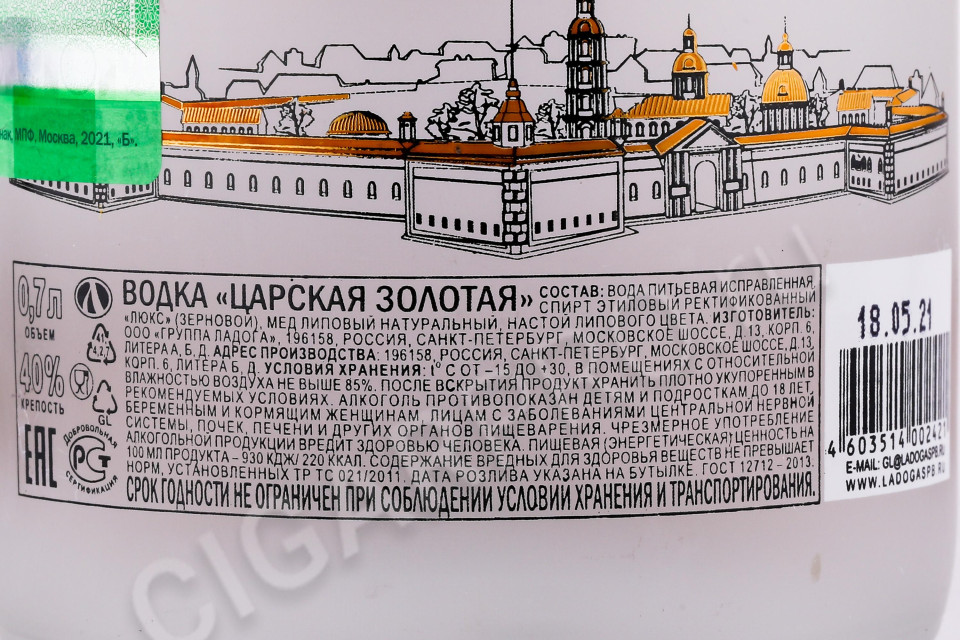 нак, МПФ. Москва, 2021, «Б».
0,7 л
ОБЪЕМ
40%
КРЕПОСТЬ
41*
4.2.7
GL
ДОБРОВОЛЬНАЯ
СЕРТИФИКАЦИЯ
ВОДКА «ЦАРСКАЯ ЗОЛОТАЯ» СОСТАВ: ВОДА ПИТЬЕВАЯ ИСПРАВЛЕННАЯ,
СПИРТ ЭТИЛОВЫЙ РЕКТИФИКОВАННЫЙ
«ЛЮКС» (ЗЕРНОВОЙ), МЕД ЛИПОВЫЙ НАТУРАЛЬНЫЙ, НАСТОЙ ЛИПОВОГО ЦВЕТА. ИЗГОТОВИТЕЛЬ:
ООО «ГРУППА ЛАДОГА», 196158, РОССИЯ, САНКТ-ПЕТЕРБУРГ, МОСКОВСКОЕ ШОССЕ, Д.13, КОРП. 6,
ЛИТЕРА А, Б, Д. АДРЕС ПРОИЗВОДСТВА: 196158, РОССИЯ, САНКТ-ПЕТЕРБУРГ, МОСКОВСКОЕ ШОССЕ, Д.13,
КОРП. 6, ЛИТЕРА Б, Д. УСЛОВИЯ ХРАНЕНИЯ: t° С ОТ –15 ДО +30, В ПОМЕЩЕНИЯХ С ОТНОСИТЕЛЬНОЙ
ВЛАЖНОСТЬЮ ВОЗДУХА НЕ ВЫШЕ 85%. ПОСЛЕ ВСКРЫТИЯ ПРОДУКТ ХРАНИТЬ ПЛОТНО УКУПОРЕННЫМ В
РЕКОМЕНДУЕМЫХ УСЛОВИЯХ. АЛКОГОЛЬ ПРОТИВОПОКАЗАН ДЕТЯМ И ПОДРОСТКАМ ДО 18 ЛЕТ,
БЕРЕМЕННЫМ И КОРМЯЩИМ ЖЕНЩИНАМ, ЛИЦАМ С ЗАБОЛЕВАНИЯМИ ЦЕНТРАЛЬНОЙ НЕРВНОЙ
СИСТЕМЫ, ПОЧЕК, ПЕЧЕНИ И ДРУГИХ ОРГАНОВ ПИЩЕВАРЕНИЯ. ЧРЕЗМЕРНОЕ УПОТРЕБЛЕНИЕ
АЛКОГОЛЬНОЙ ПРОДУКЦИИ ВРЕДИТ ЗДОРОВЬЮ ЧЕЛОВЕКА. ПИЩЕВАЯ (ЭНЕРГЕТИЧЕСКАЯ) ЦЕННОСТЬ НА
100 МЛ ПРОДУКТА – 930 КДЖ/ 220 ККАЛ. СОДЕРЖАНИЕ ВРЕДНЫХ ДЛЯ ЗДОРОВЬЯ ВЕЩЕСТВ НЕ ПРЕВЫШАЕТ
НОРМ, УСТАНОВЛЕННЫХ ТР ТС 021/2011. ДАТА РОЗЛИВА УКАЗАНА НА БУТЫЛКЕ. ГОСТ 12712 – 2013.
СРОК ГОДНОСТИ НЕ ОГРАНИЧЕН ПРИ СОБЛЮДЕНИИ УСЛОВИЙ ХРАНЕНИЯ И ТРАНСПОРТИРОВАНИЯ.
18.05.21
4 603514 002421
E-MAIL: GL@LADOGASPB.RU
WWW.LADOGASPB.RU